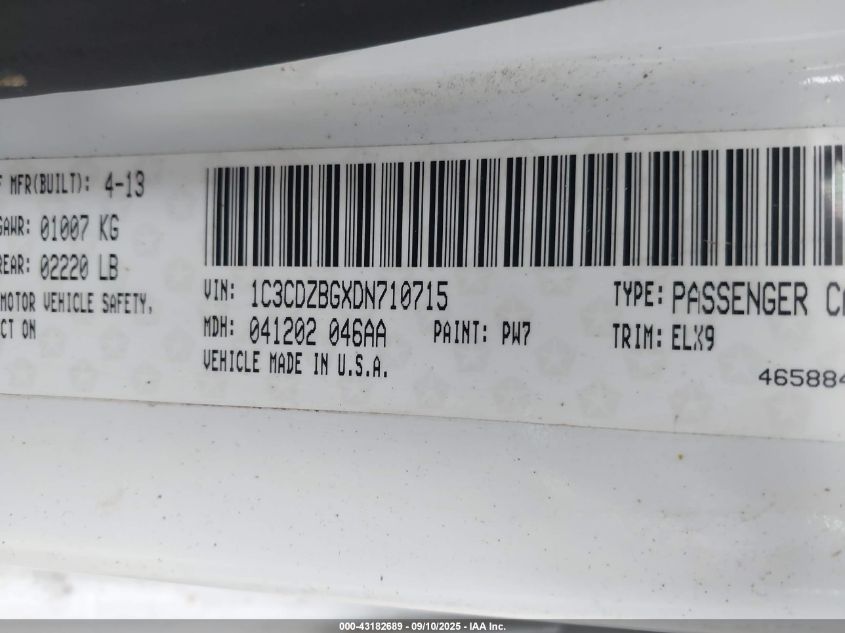 F MFR(BUILT): 4-13
GAWR: 01007 KG
REAR: 02220 LB
MOTOR VEHICLE SAFETY,
CT ON
VIN: 1C3CDZBGXDN710715
TYPE: PASSENGER CA
MDH: 041202 046AA PAINT: PW7
TRIM: ELX9
VEHICLE MADE IN U.S.A.
465884
000-43182689 - 09/10/2025 - IAA Inc.